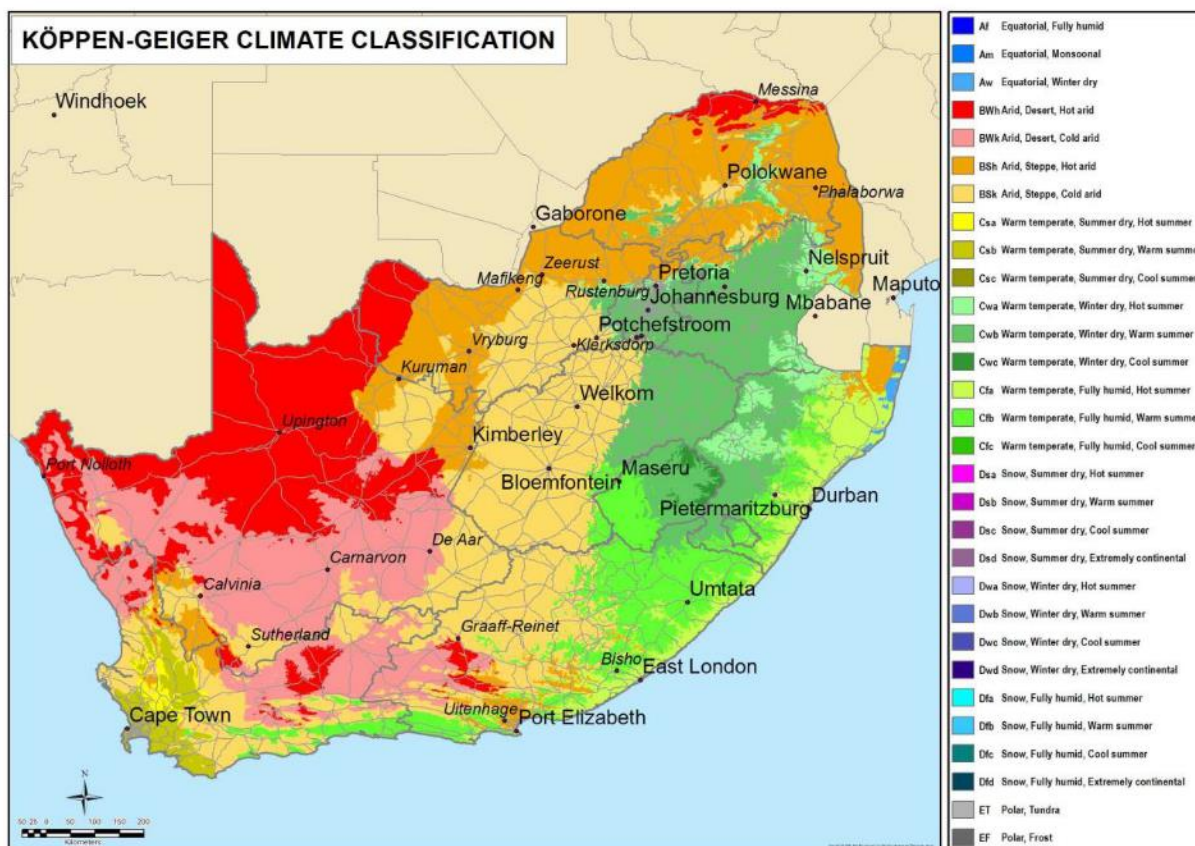 KÖPPEN-GEIGER CLIMATE CLASSIFICATION
Windhoek
Messina
Polokwane
Phalaborwa
Gaborone
Zeerust
Nelspruit
Mafikeng
Pretoria
Rustenburg
Johannesburg
Maputo
Mbabane
Potchefstroom
Klerksdorp
Vryburg
Kuruman
Welkom
Upington
Kimberley
Port Nolloth
Maseru
Bloemfontein
Durban
Pietermaritzburg
De Aar
Carnarvon
Calvinia
Umtata
Graaff-Reinet
Sutherland
Bisho
East London
Uitenhage
Port Elizabeth
Cape Town
N
50 25 0 50 100 150 200
Kilometers
Af Equatorial, Fully humid
Am Equatorial, Monsoonal
Aw Equatorial, Winter dry
BWh Arid, Desert, Hot arid
BWk Arid, Desert, Cold arid
BSh Arid, Steppe, Hot arid
BSk Arid, Steppe, Cold arid
Csa Warm temperate, Summer dry, Hot summer
Csb Warm temperate, Summer dry, Warm summe
Csc Warm temperate, Summer dry, Cool summer
Cwa Warm temperate, Winter dry, Hot summer
Cwb Warm temperate, Winter dry, Warm summer
Cwc Warm temperate, Winter dry, Cool summer
Cfa Warm temperate, Fully humid, Hot summer
Cfb Warm temperate, Fully humid, Warm summe
Cfc Warm temperate, Fully humid, Cool summer
Dsa Snow, Summer dry, Hot summer
Dsb Snow, Summer dry, Warm summer
Dsc Snow, Summer dry, Cool summer
Dsd Snow, Summer dry, Extremely continental
Dwa Snow, Winter dry, Hot summer
Dwb Snow, Winter dry, Warm summer
Dwc Snow, Winter dry, Cool summer
Dwd Snow, Winter dry, Extremely continental
Dfa Snow, Fully humid, Hot summer
Dfb Snow, Fully humid, Warm summer
Dfc Snow, Fully humid, Cool summer
Dfd Snow, Fully humid, Extremely continental
ET Polar, Tundra
EF Polar, Frost